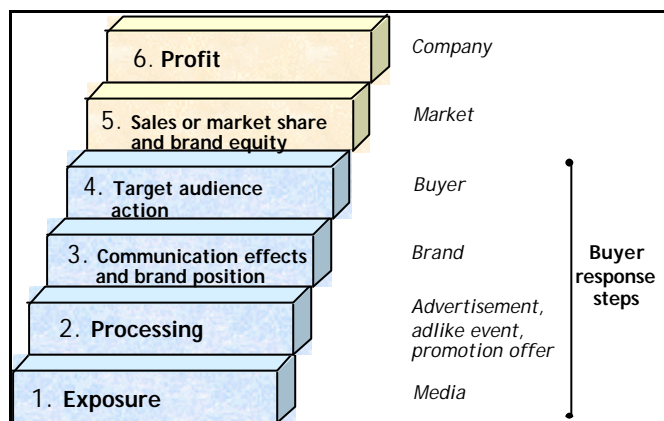 6. Profit
Company
5. Sales or market share
and brand equity
Market
4. Target audience
action
Buyer
3. Communication effects
and brand position
Brand
2. Processing
Advertisement,
adlike event,
promotion offer
1. Exposure
Media
Buyer
response
steps